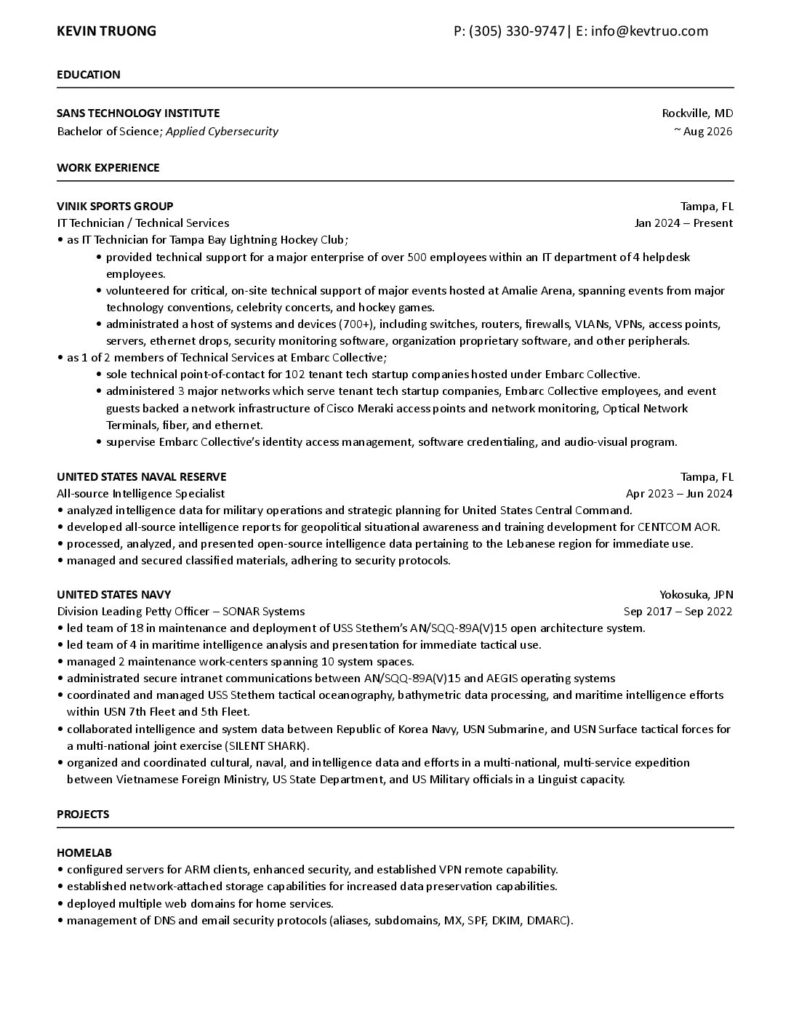 KEVIN TRUONG P: (305) 330-9747| E: info@kevtruo.com
EDUCATION
SANS TECHNOLOGY INSTITUTE Rockville, MD
Bachelor of Science; Applied Cybersecurity ~ Aug 2026
WORK EXPERIENCE
VINIK SPORTS GROUP Tampa, FL
IT Technician / Technical Services Jan 2024 – Present
• as IT Technician for Tampa Bay Lightning Hockey Club;
• provided technical support for a major enterprise of over 500 employees within an IT department of 4 helpdesk
employees.
• volunteered for critical, on-site technical support of major events hosted at Amalie Arena, spanning events from major
technology conventions, celebrity concerts, and hockey games.
• administrated a host of systems and devices (700+), including switches, routers, firewalls, VLANs, VPNs, access points,
servers, ethernet drops, security monitoring software, organization proprietary software, and other peripherals.
• as 1 of 2 members of Technical Services at Embarc Collective;
• sole technical point-of-contact for 102 tenant tech startup companies hosted under Embarc Collective.
• administered 3 major networks which serve tenant tech startup companies, Embarc Collective employees, and event
guests backed a network infrastructure of Cisco Meraki access points and network monitoring, Optical Network
Terminals, fiber, and ethernet.
• supervise Embarc Collective's identity access management, software credentialing, and audio-visual program.
UNITED STATES NAVAL RESERVE Tampa, FL
All-source Intelligence Specialist Apr 2023 – Jun 2024
• analyzed intelligence data for military operations and strategic planning for United States Central Command.
• developed all-source intelligence reports for geopolitical situational awareness and training development for CENTCOM AOR.
• processed, analyzed, and presented open-source intelligence data pertaining to the Lebanese region for immediate use.
• managed and secured classified materials, adhering to security protocols.
UNITED STATES NAVY Yokosuka, JPN
Division Leading Petty Officer – SONAR Systems Sep 2017 – Sep 2022
• led team of 18 in maintenance and deployment of USS Stethem's AN/SQQ-89A(V)15 open architecture system.
• led team of 4 in maritime intelligence analysis and presentation for immediate tactical use.
• managed 2 maintenance work-centers spanning 10 system spaces.
• administrated secure intranet communications between AN/SQQ-89A(V)15 and AEGIS operating systems
• coordinated and managed USS Stethem tactical oceanography, bathymetric data processing, and maritime intelligence efforts
within USN 7th Fleet and 5th Fleet.
• collaborated intelligence and system data between Republic of Korea Navy, USN Submarine, and USN Surface tactical forces for
a multi-national joint exercise (SILENT SHARK).
• organized and coordinated cultural, naval, and intelligence data and efforts in a multi-national, multi-service expedition
between Vietnamese Foreign Ministry, US State Department, and US Military officials in a Linguist capacity.
PROJECTS
HOMELAB
• configured servers for ARM clients, enhanced security, and established VPN remote capability.
• established network-attached storage capabilities for increased data preservation capabilities.
• deployed multiple web domains for home services.
• management of DNS and email security protocols (aliases, subdomains, MX, SPF, DKIM, DMARC).